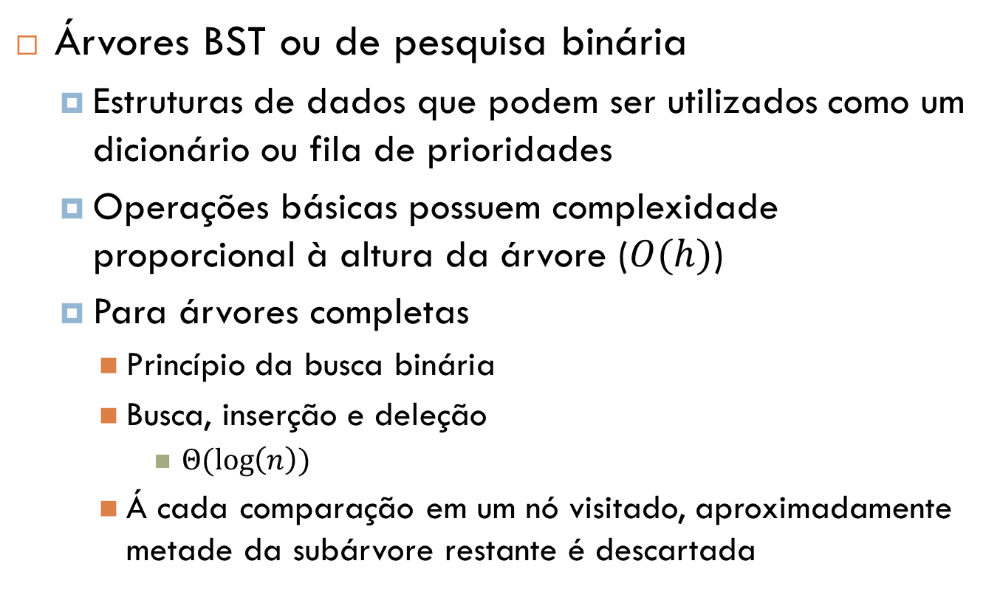 Árvores BST ou de pesquisa binária
Estruturas de dados que podem ser utilizados como um
dicionário ou fila de prioridades
Operações básicas possuem complexidade
proporcional à altura da árvore (O(h))
Para árvores completas
Princípio da busca binária
Busca, inserção e deleção
Θ(log(n))
Á cada comparação em um nó visitado, aproximadamente
metade da subárvore restante é descartada